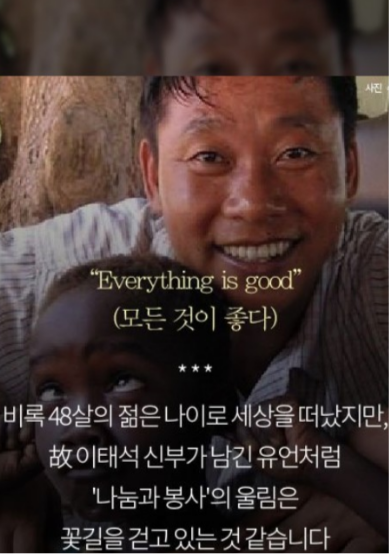 사진
“Everything is good”
(모든 것이 좋다)
***
비록 48살의 젊은 나이로 세상을 떠났지만,
故 이태석 신부가 남긴 유언처럼
'나눔과 봉사'의 울림은
꽃길을 걷고 있는 것 같습니다